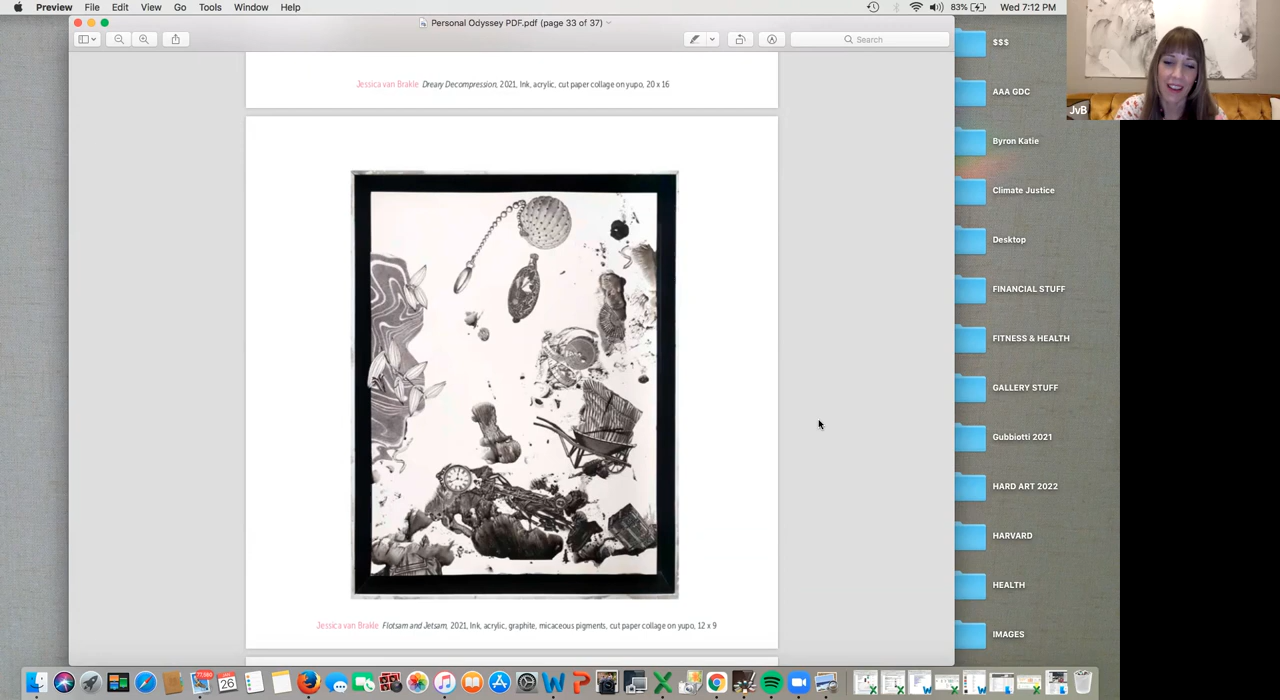 Preview File Edit View Go Tools Window Help 83% Wed 7:12 PM
Personal Odyssey PDF.pdf (page 33 of 37)
Search
Jessica van Brakle Dreary Decompression, 2021, Ink, acrylic, cut paper collage on yupo, 20 x 16
Jessica van Brakle Flotsam and Jetsam, 2021, Ink, acrylic, graphite, micaceous pigments, cut paper collage on yupo, 12 x 9
$$$
AAA GDC
Byron Katie
Climate Justice
Desktop
FINANCIAL STUFF
FITNESS & HEALTH
GALLERY STUFF
Gubbiotti 2021
HARD ART 2022
HARVARD
HEALTH
IMAGES
JvB
26